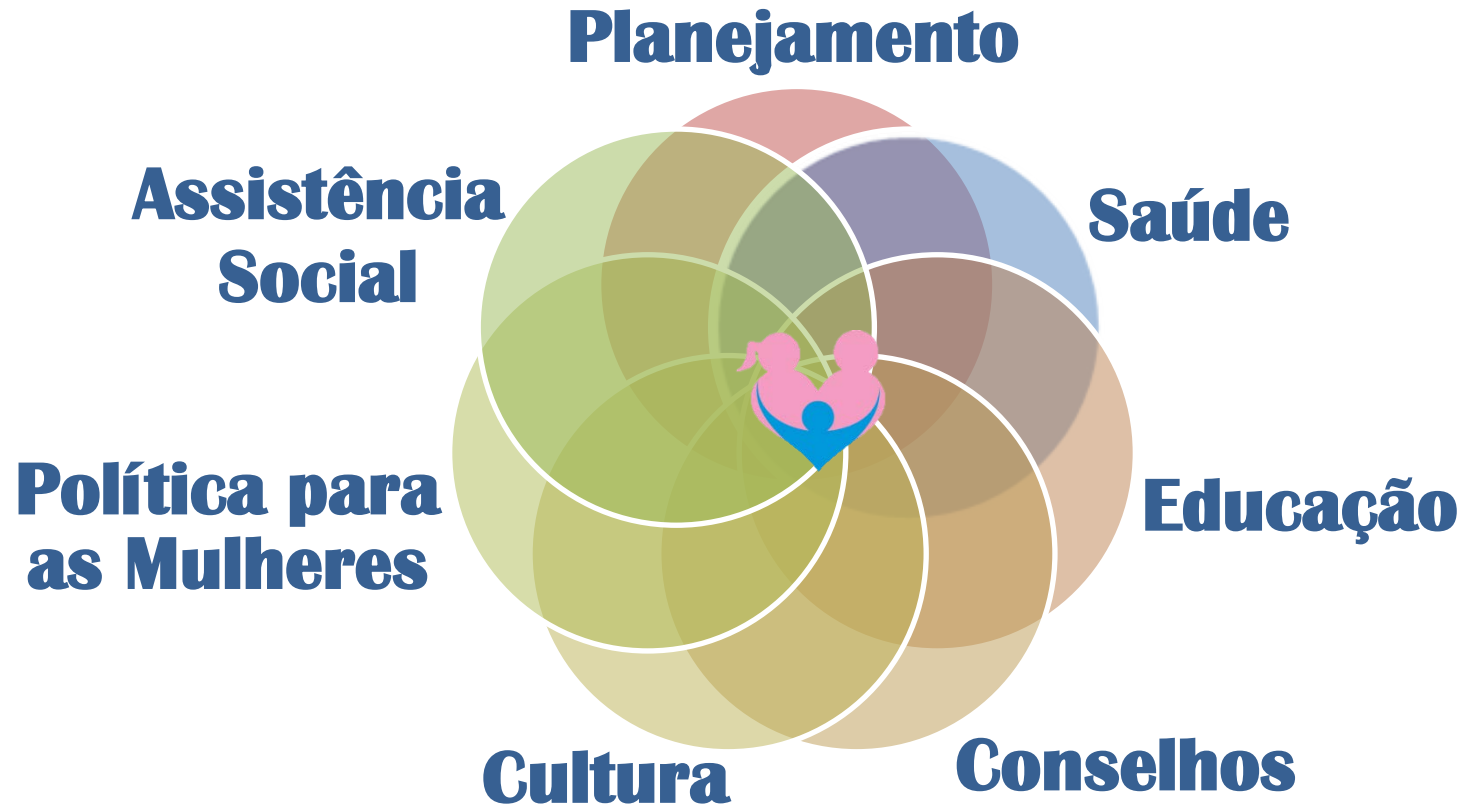 Planejamento
Assistência
Social
Saúde
Política para
as Mulheres
Educação
Cultura
Conselhos